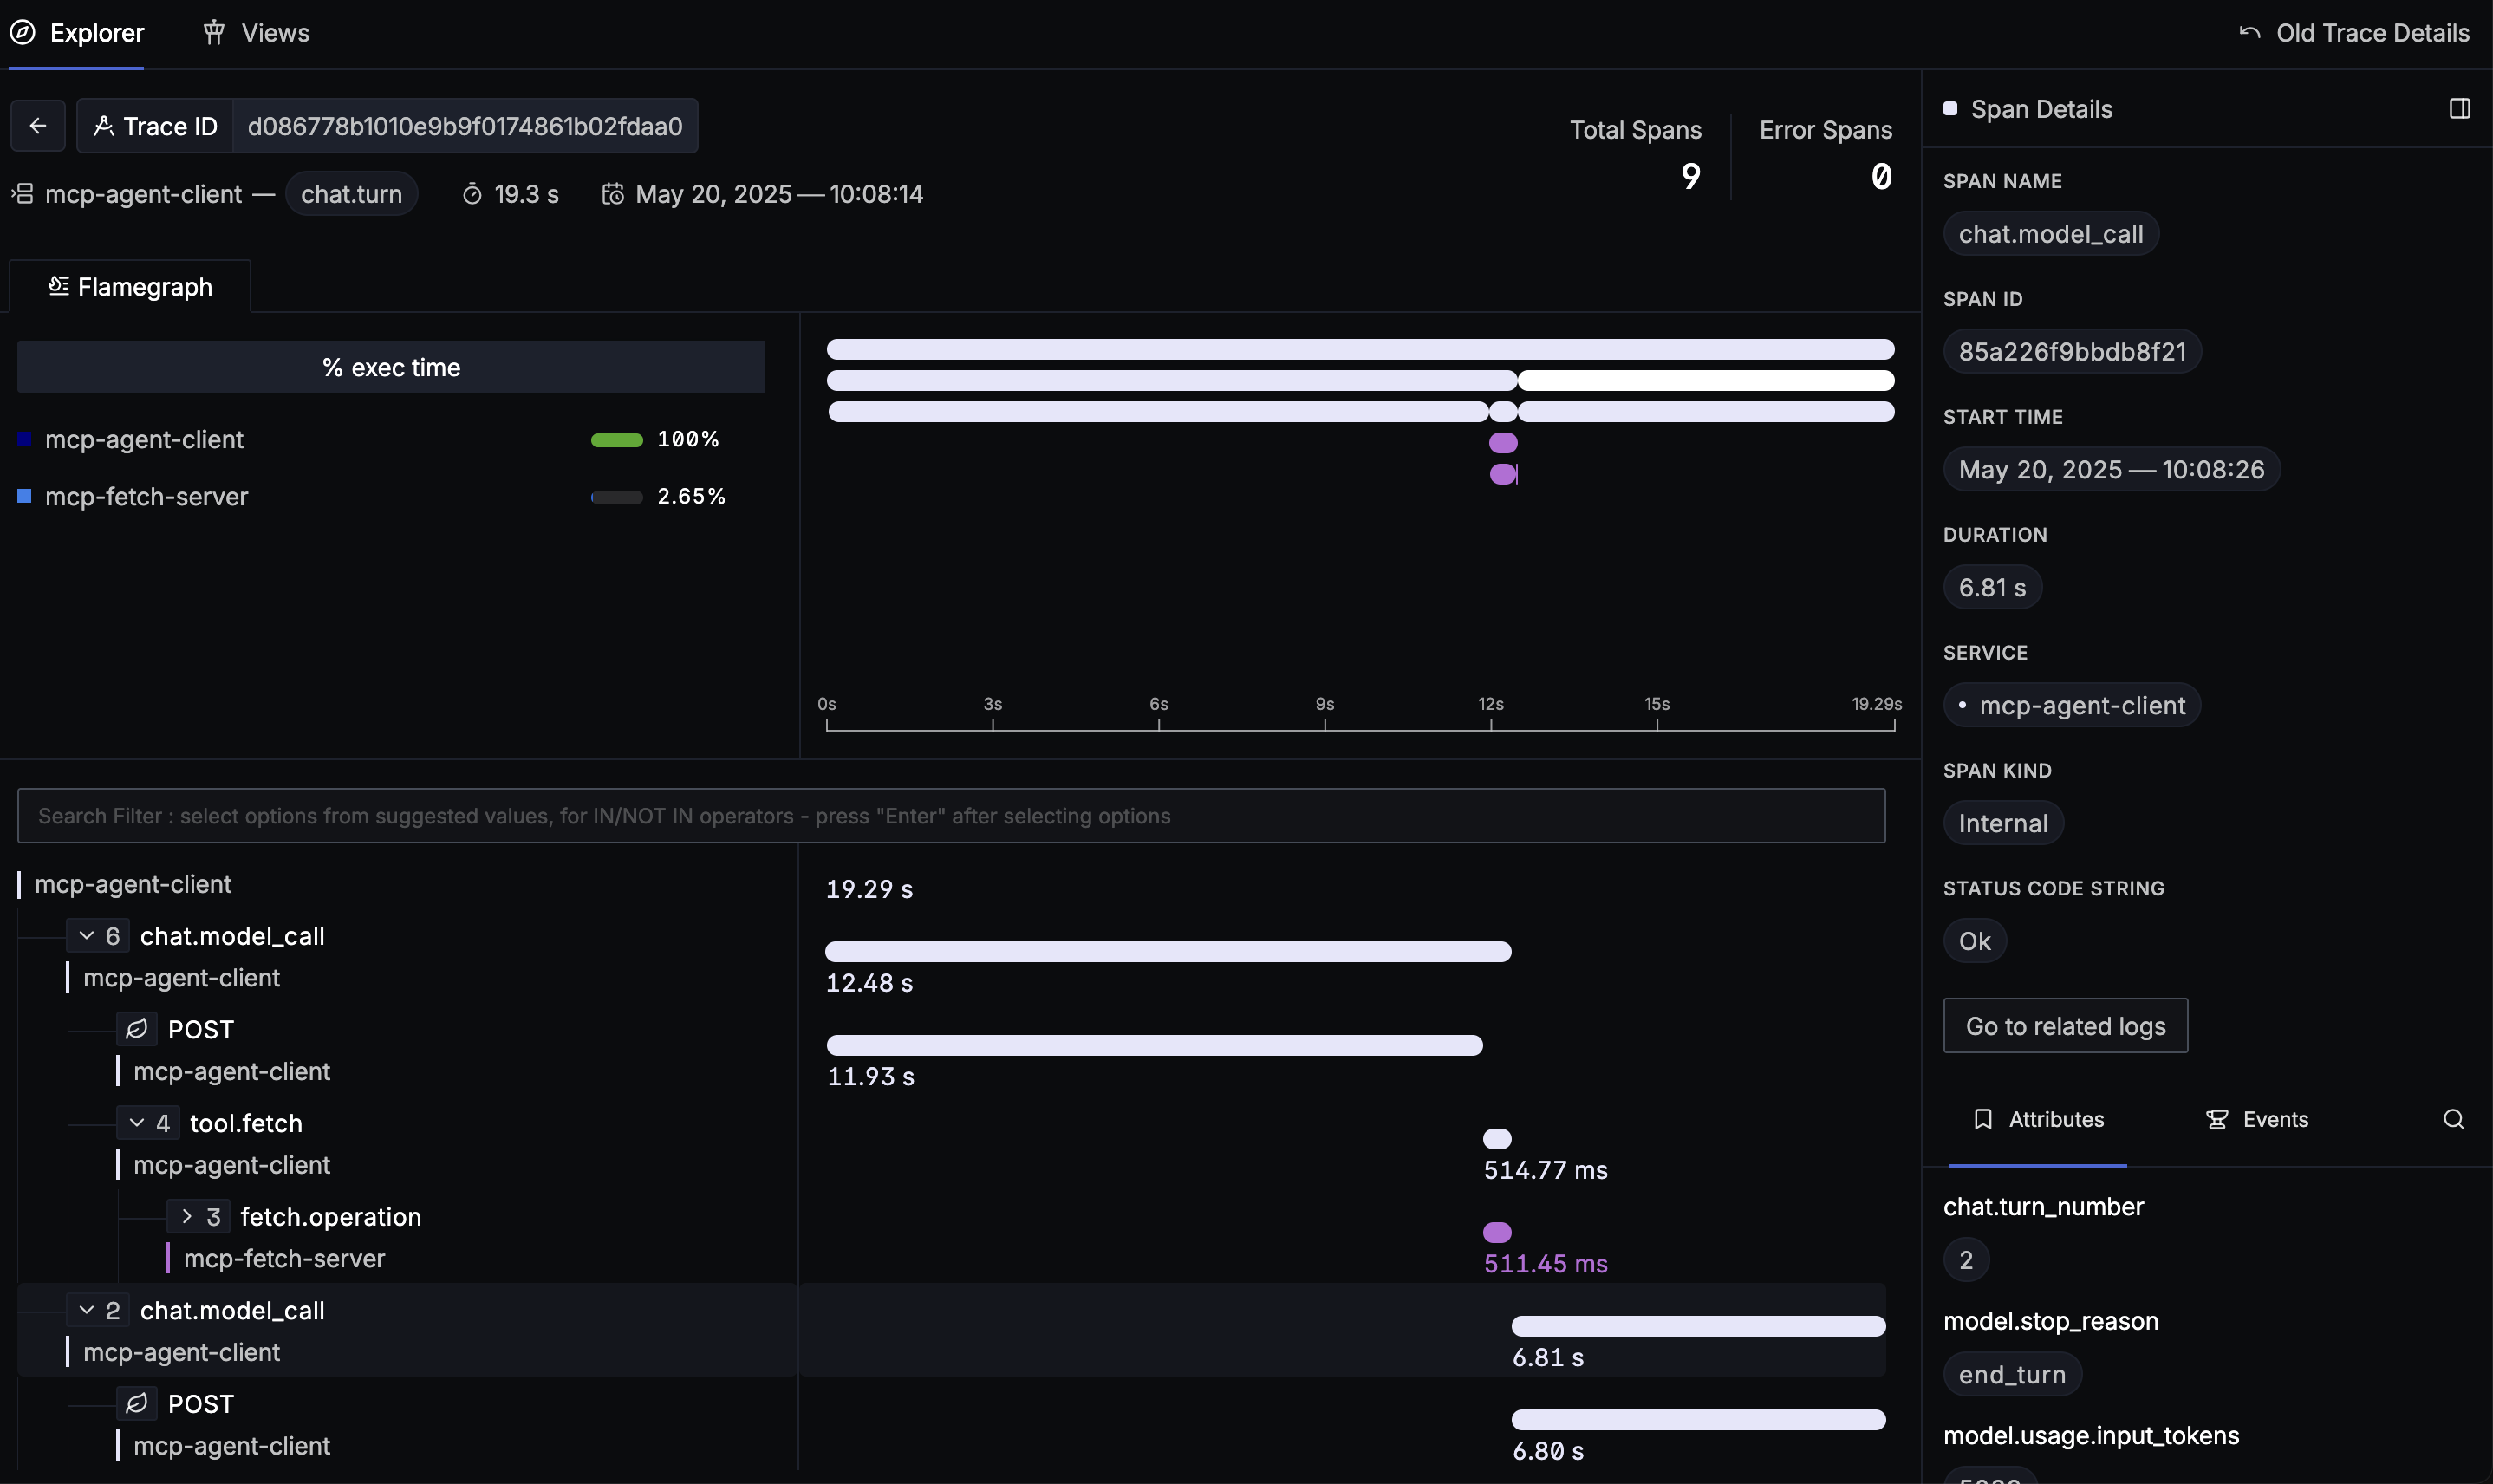 Explorer
Views
Old Trace Details
Trace ID
d086778b1010e9b9f0174861b02fdaa0
mcp-agent-client — chat.turn
19.3 s
May 20, 2025 — 10:08:14
Total Spans
9
Error Spans
0
Flamegraph
% exec time
mcp-agent-client
100%
mcp-fetch-server
2.65%
0s
3s
6s
9s
12s
15s
19.29s
Search Filter : select options from suggested values, for IN/NOT IN operators - press "Enter" after selecting options
mcp-agent-client
19.29 s
6 chat.model_call
mcp-agent-client
12.48 s
POST
mcp-agent-client
11.93 s
4 tool.fetch
mcp-agent-client
514.77 ms
3 fetch.operation
mcp-fetch-server
511.45 ms
2 chat.model_call
mcp-agent-client
6.81 s
POST
mcp-agent-client
6.80 s
Span Details
SPAN NAME
chat.model_call
SPAN ID
85a226f9bbdb8f21
START TIME
May 20, 2025 — 10:08:26
DURATION
6.81 s
SERVICE
mcp-agent-client
SPAN KIND
Internal
STATUS CODE STRING
Ok
Go to related logs
Attributes
Events
chat.turn_number
2
model.stop_reason
end_turn
model.usage.input_tokens